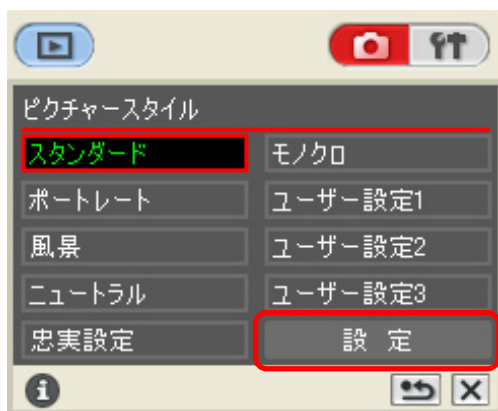 ピクチャースタイル
スタンダード
モノクロ
ポートレート
ユーザー設定1
風景
ユーザー設定2
ニュートラル
ユーザー設定3
忠実設定
設 定